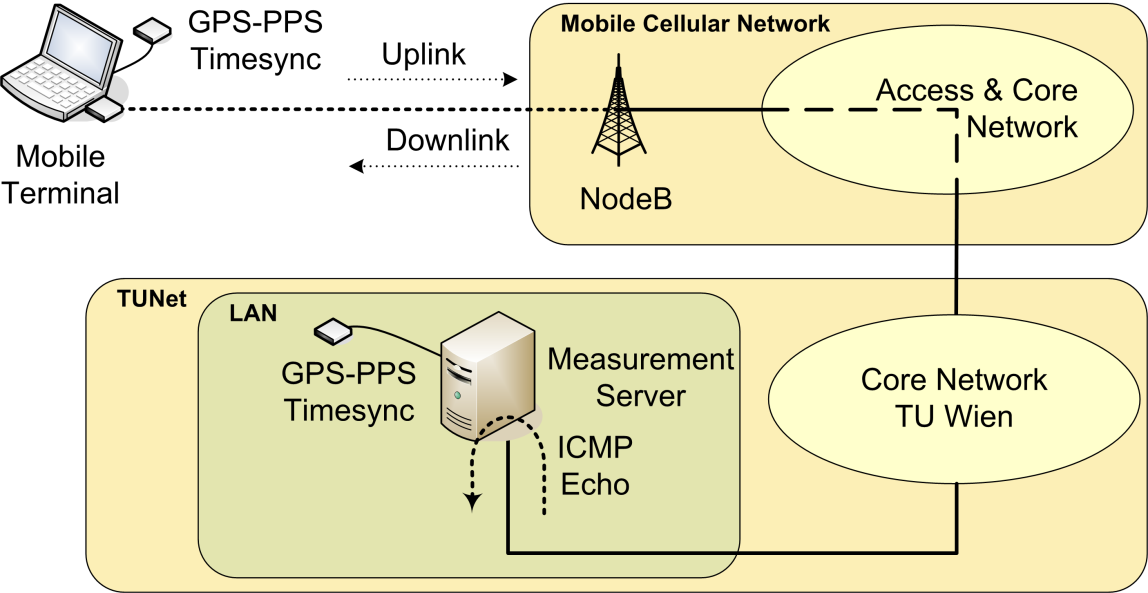 GPS-PPS
Timesync
Uplink
Downlink
Mobile
Terminal
Mobile Cellular Network
Access & Core
Network
NodeB
TUNet
LAN
GPS-PPS
Timesync
Measurement
Server
ICMP
Echo
Core Network
TU Wien